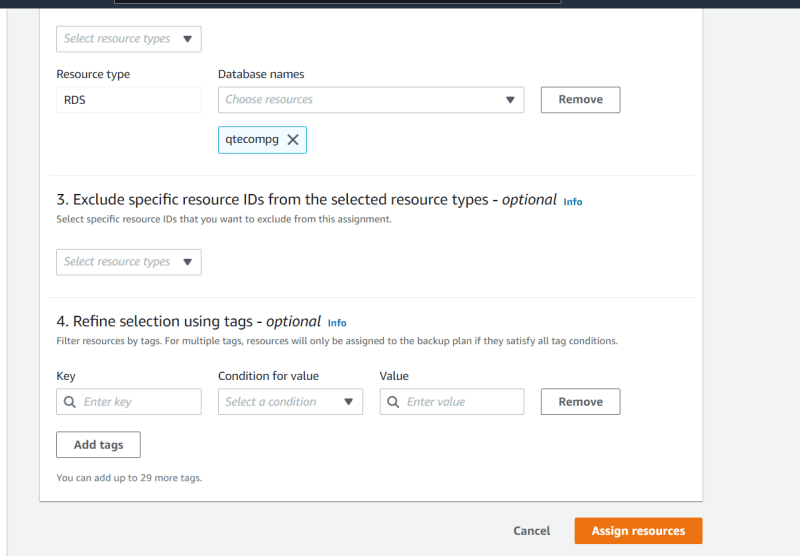 Select resource types
Resource type
Database names
RDS
Choose resources
Remove
qtecompg
3. Exclude specific resource IDs from the selected resource types - optional Info
Select specific resource IDs that you want to exclude from this assignment.
Select resource types
4. Refine selection using tags - optional Info
Filter resources by tags. For multiple tags, resources will only be assigned to the backup plan if they satisfy all tag conditions.
Key
Condition for value
Value
Enter key
Select a condition
Enter value
Remove
Add tags
You can add up to 29 more tags.
Cancel
Assign resources